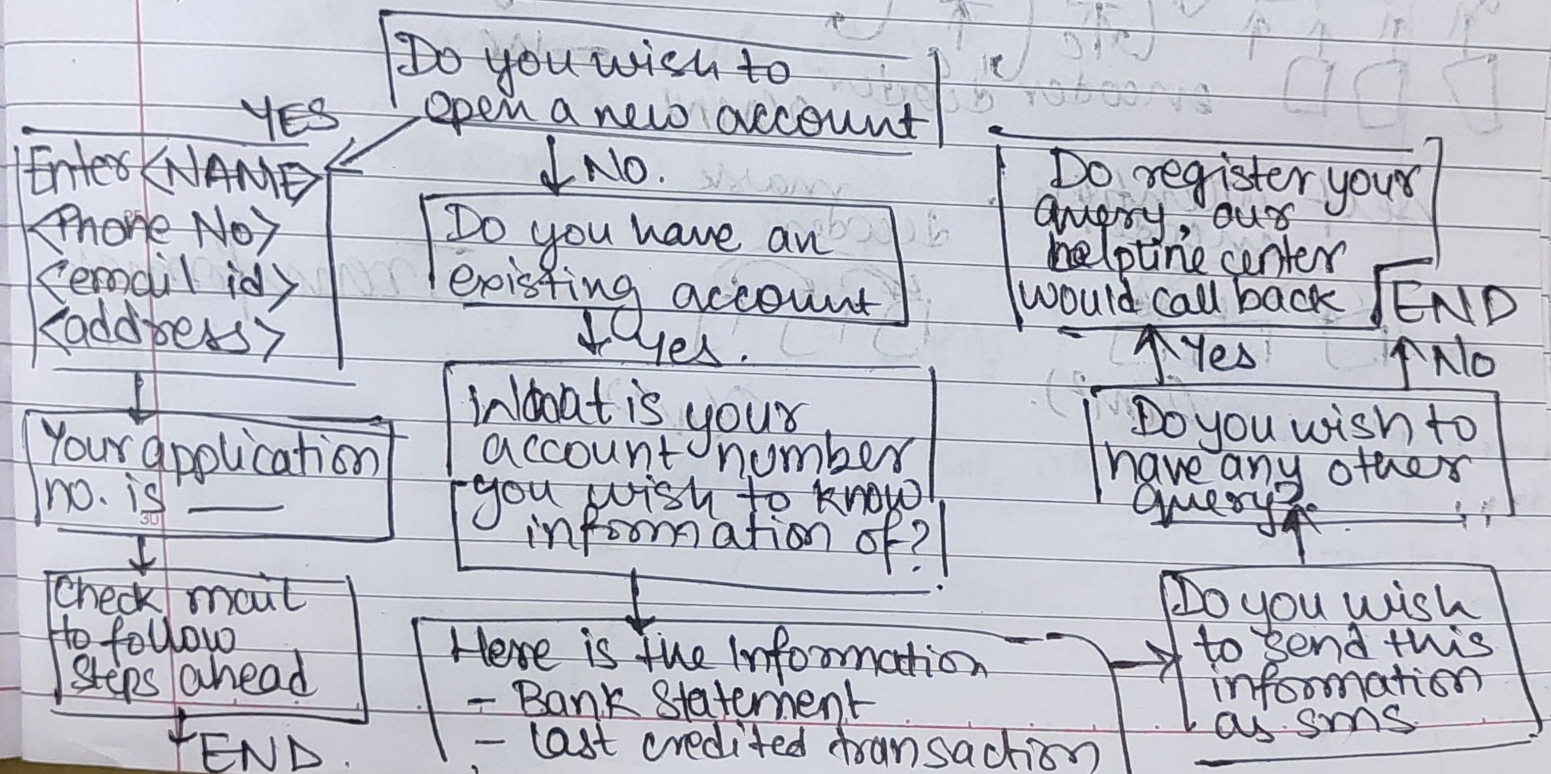 Do you wish to
open a new account
YES
Enter <NAME>
<Phone No>
<email id>
<address>
Your application
no. is ___
30
Check mail
to follow
steps ahead
END.
No.
Do you have an
existing account
Yes.
What is your
account number
you wish to know
information of?
Here is the Information
- Bank Statement
- last credited transaction
Do you wish
to send this
information
as sms
Do you wish to
have any other
query?
Yes
No
Do register your
query, our
helpline center
would call back
END